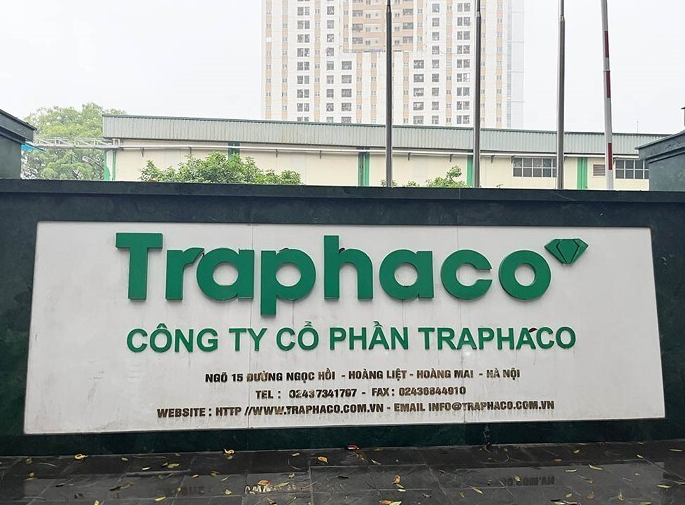 Traphaco
CÔNG TY CỔ PHẦN TRAPHACO
NGÕ 15 ĐƯỜNG NGỌC HỒI - HOÀNG LIỆT - HOÀNG MAI - HÀ NỘI
TEL : 02437341797 - FAX : 02436844910
WEBSITE : HTTP //WWW.TRAPHACO.COM.VN - EMAIL INFO@TRAPHACO.COM.VN